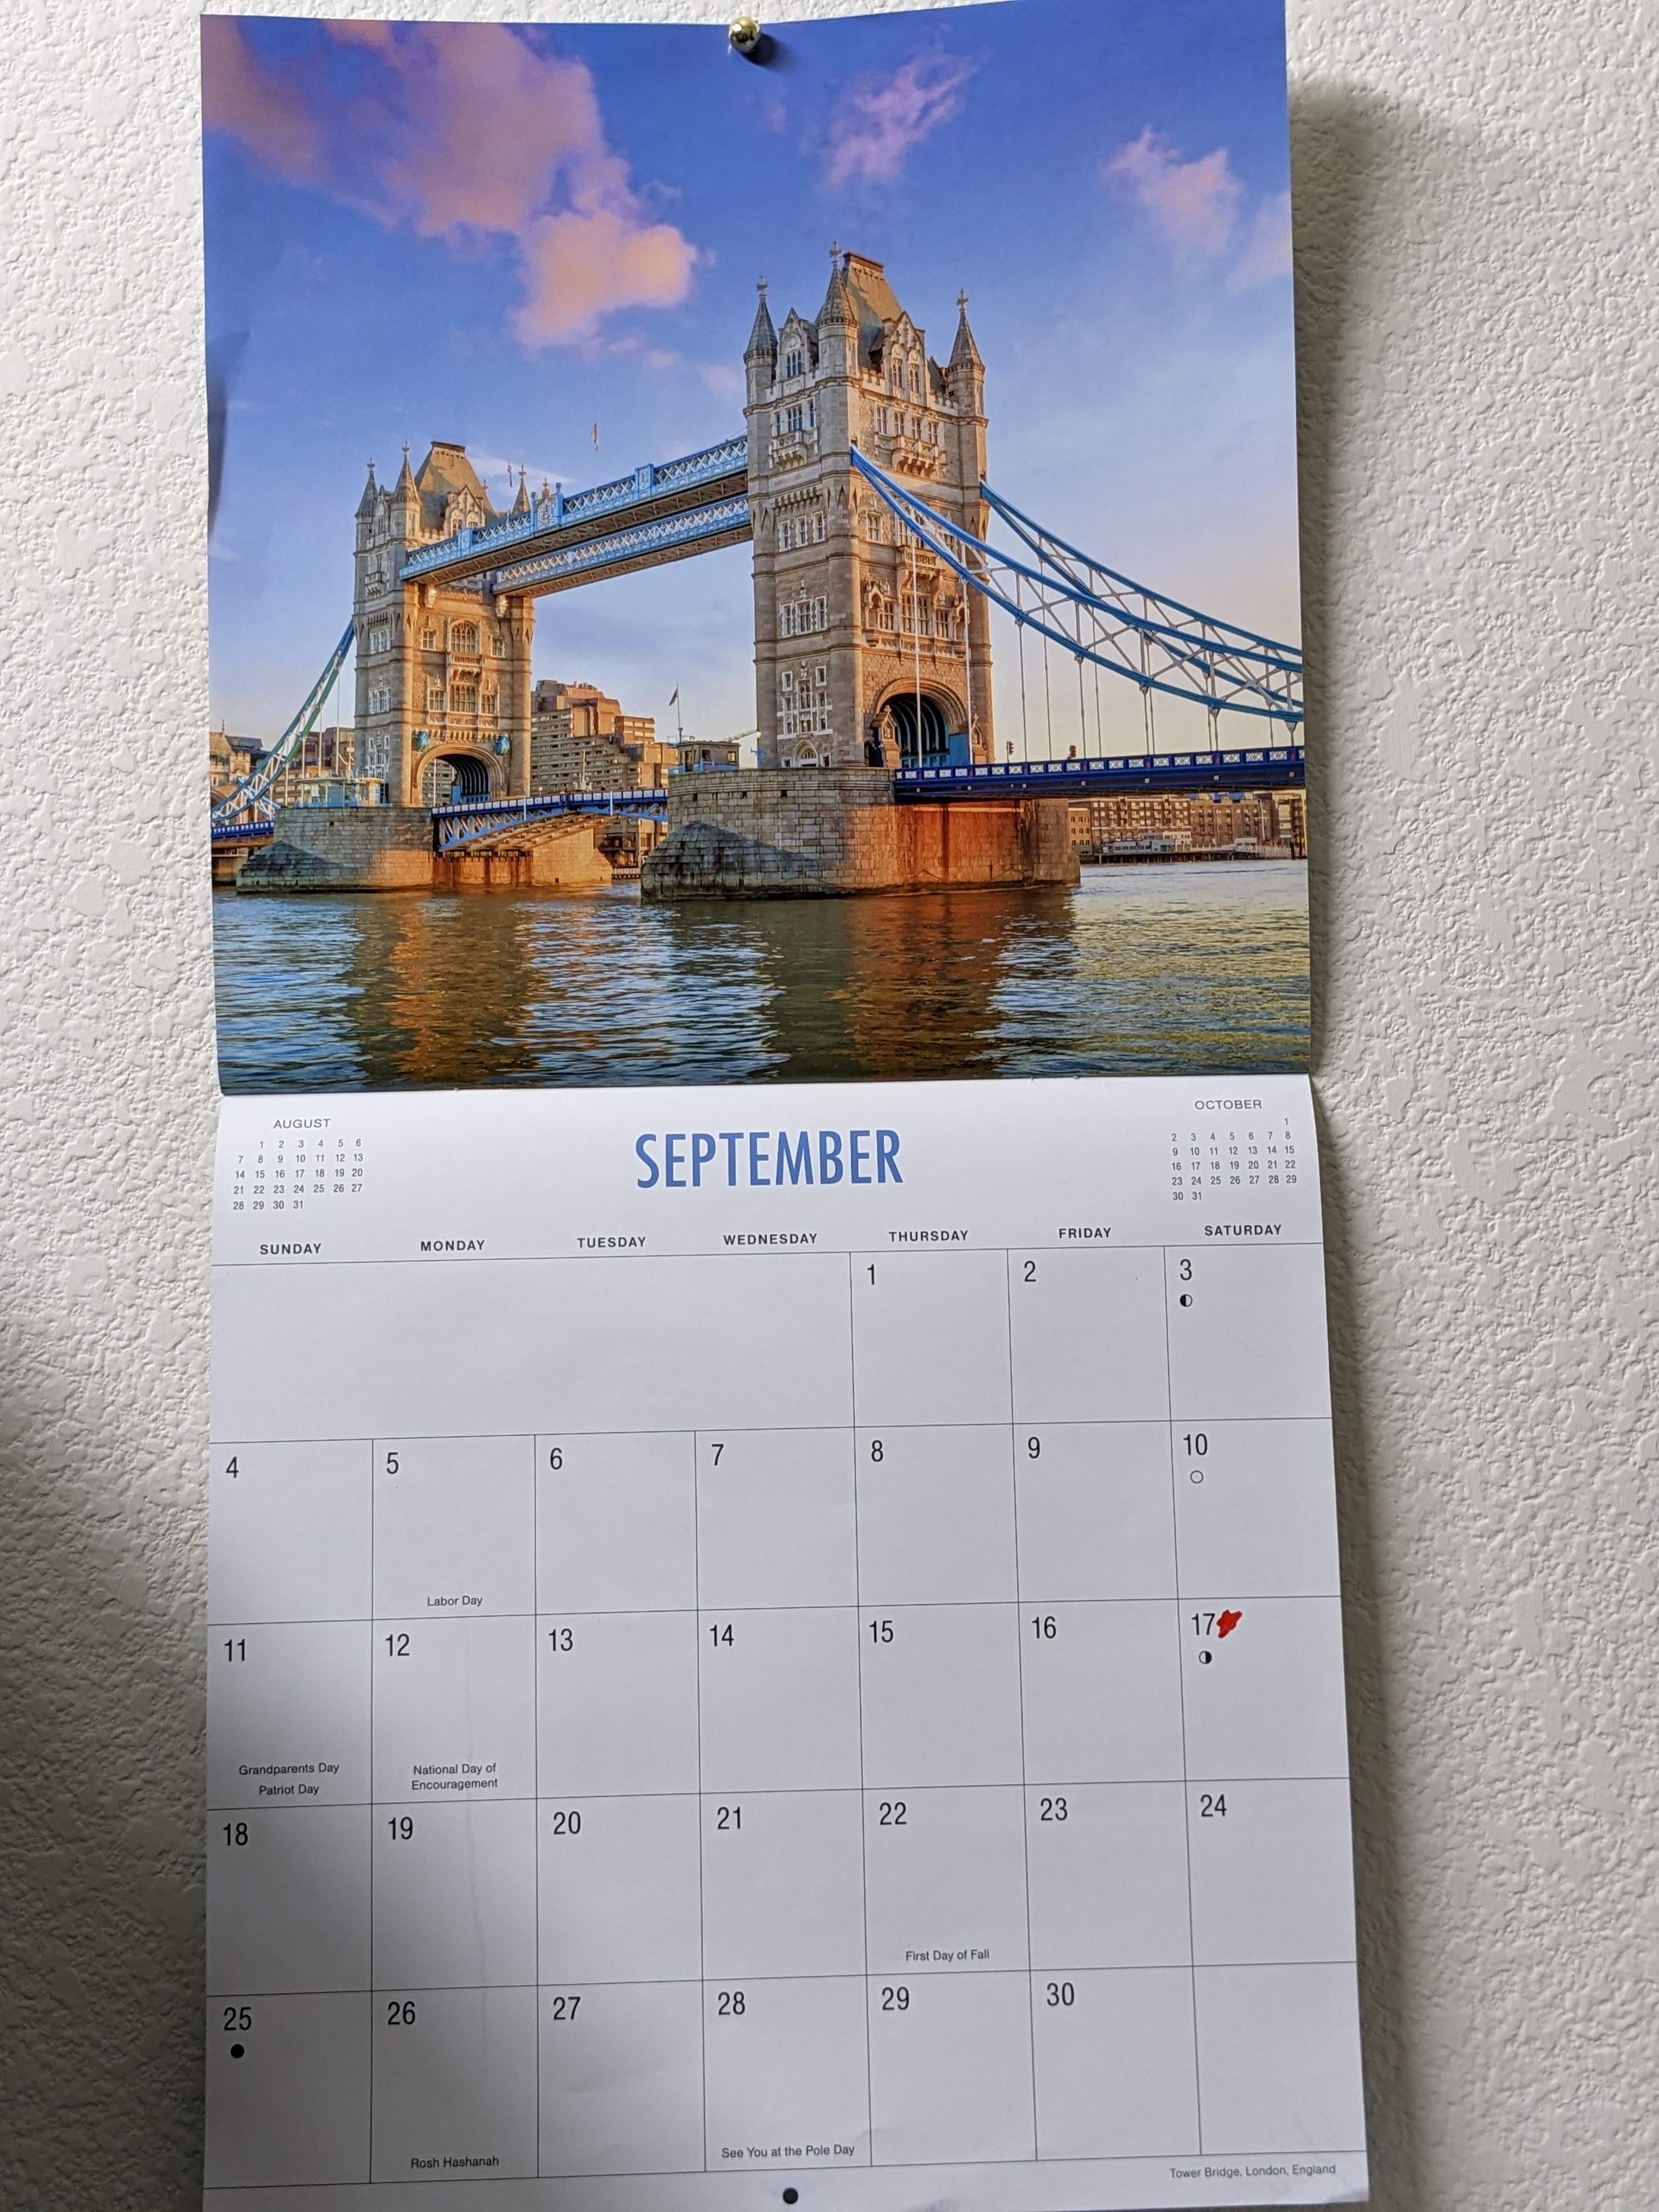 AUGUST
1 2 3 4 5 6
7 8 9 10 11 12 13
14 15 16 17 18 19 20
21 22 23 24 25 26 27
28 29 30 31
SEPTEMBER
OCTOBER
1
2 3 4 5 6 7 8
9 10 11 12 13 14 15
16 17 18 19 20 21 22
23 24 25 26 27 28 29
30 31
SUNDAY MONDAY TUESDAY WEDNESDAY THURSDAY FRIDAY SATURDAY
1 2 3
4 5 6 7 8 9 10
Labor Day
11 12 13 14 15 16 17
Grandparents Day
Patriot Day
National Day of
Encouragement
18 19 20 21 22 23 24
First Day of Fall
25 26 27 28 29 30
Rosh Hashanah
See You at the Pole Day
Tower Bridge, London, England